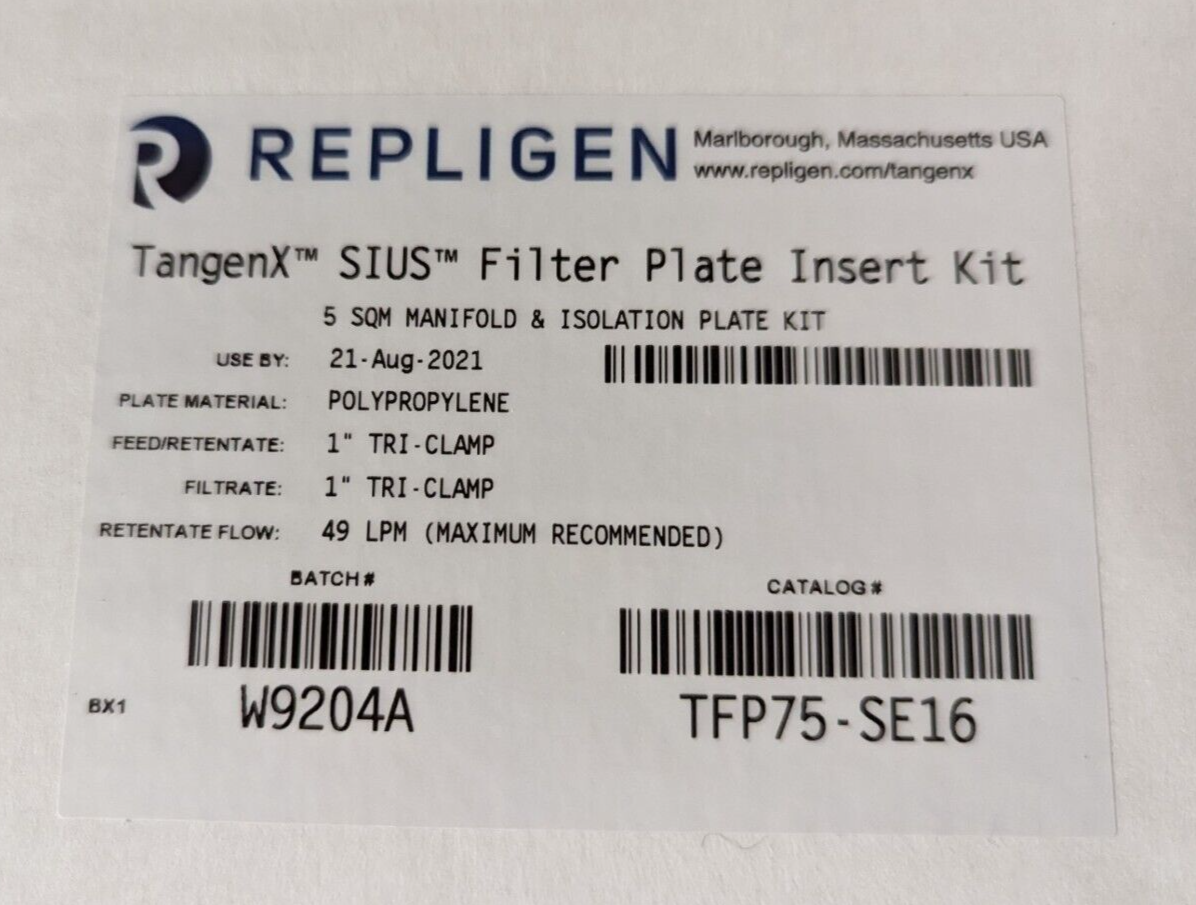 REPLIGEN
Marlborough, Massachusetts USA
www.repligen.com/tangenx
TangenX™ SIUS™ Filter Plate Insert Kit
5 SQM MANIFOLD & ISOLATION PLATE KIT
USE BY: 21-Aug-2021
PLATE MATERIAL: POLYPROPYLENE
FEED/RETENTATE: 1" TRI-CLAMP
FILTRATE: 1" TRI-CLAMP
RETENTATE FLOW: 49 LPM (MAXIMUM RECOMMENDED)
BATCH#
W9204A
CATALOG#
TFP75-SE16
BX1